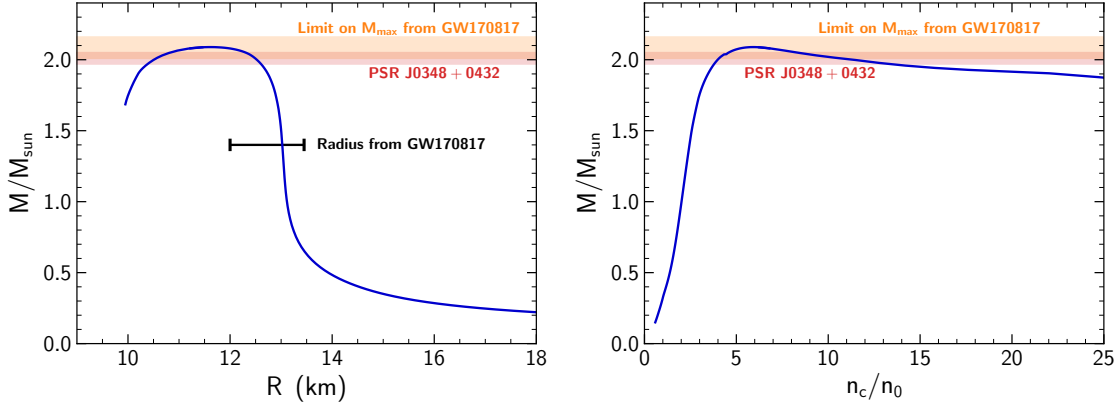 Limit on M_max from GW170817
PSR J0348 + 0432
Radius from GW170817
M/M_sun
2.0
1.5
1.0
0.5
0.0
10
12
14
16
18
R (km)
Limit on M_max from GW170817
PSR J0348 + 0432
M/M_sun
2.0
1.5
1.0
0.5
0.0
0
5
10
15
20
25
n_c/n_0